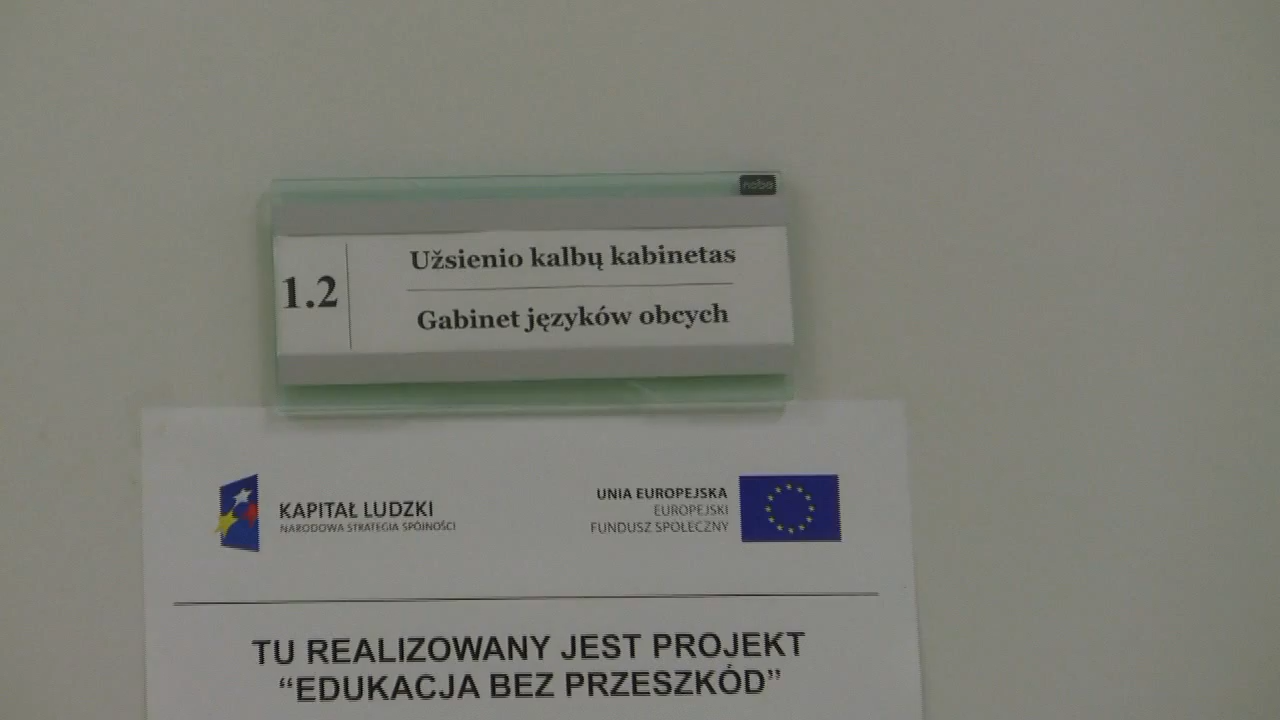 nobo
1.2
Užsienio kalbų kabinetas
Gabinet języków obcych
KAPITAŁ LUDZKI
NARODOWA STRATEGIA SPÓJNOŚCI
UNIA EUROPEJSKA
EUROPEJSKI
FUNDUSZ SPOŁECZNY
TU REALIZOWANY JEST PROJEKT
“EDUKACJA BEZ PRZESZKÓD”